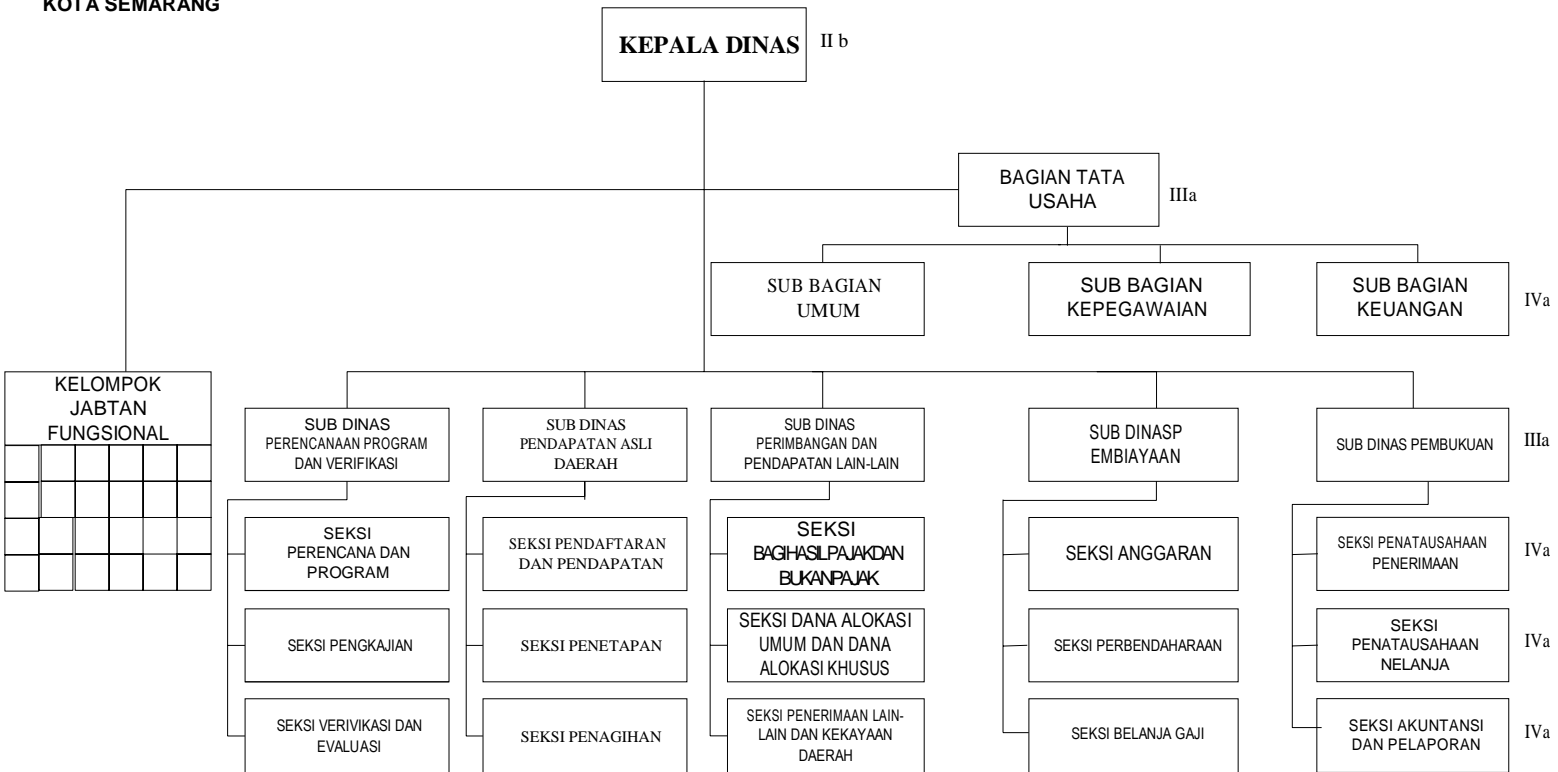 KOTA SEMARANG
KEPALA DINAS
II b
BAGIAN TATA
USAHA
IIIa
SUB BAGIAN
UMUM
SUB BAGIAN
KEPEGAWAIAN
SUB BAGIAN
KEUANGAN
IVa
KELOMPOK
JABTAN
FUNGSIONAL
SUB DINAS
PERENCANAAN PROGRAM
DAN VERIFIKASI
SUB DINAS
PENDAPATAN ASLI
DAERAH
SUB DINAS
PERIMBANGAN DAN
PENDAPATAN LAIN-LAIN
SUB DINASP
EMBIAYAAN
SUB DINAS PEMBUKUAN
IIIa
SEKSI
PERENCANA DAN
PROGRAM
SEKSI PENDAFTARAN
DAN PENDAPATAN
SEKSI
BAGIHASILPAJAKDAN
BUKANPAJAK
SEKSI ANGGARAN
SEKSI PENATAUSAHAAN
PENERIMAAN
IVa
SEKSI PENGKAJIAN
SEKSI PENETAPAN
SEKSI DANA ALOKASI
UMUM DAN DANA
ALOKASI KHUSUS
SEKSI PERBENDAHARAAN
SEKSI
PENATAUSAHAAN
NELANJA
IVa
SEKSI VERIVIKASI DAN
EVALUASI
SEKSI PENAGIHAN
SEKSI PENERIMAAN LAIN-
LAIN DAN KEKAYAAN
DAERAH
SEKSI BELANJA GAJI
SEKSI AKUNTANSI
DAN PELAPORAN
IVa